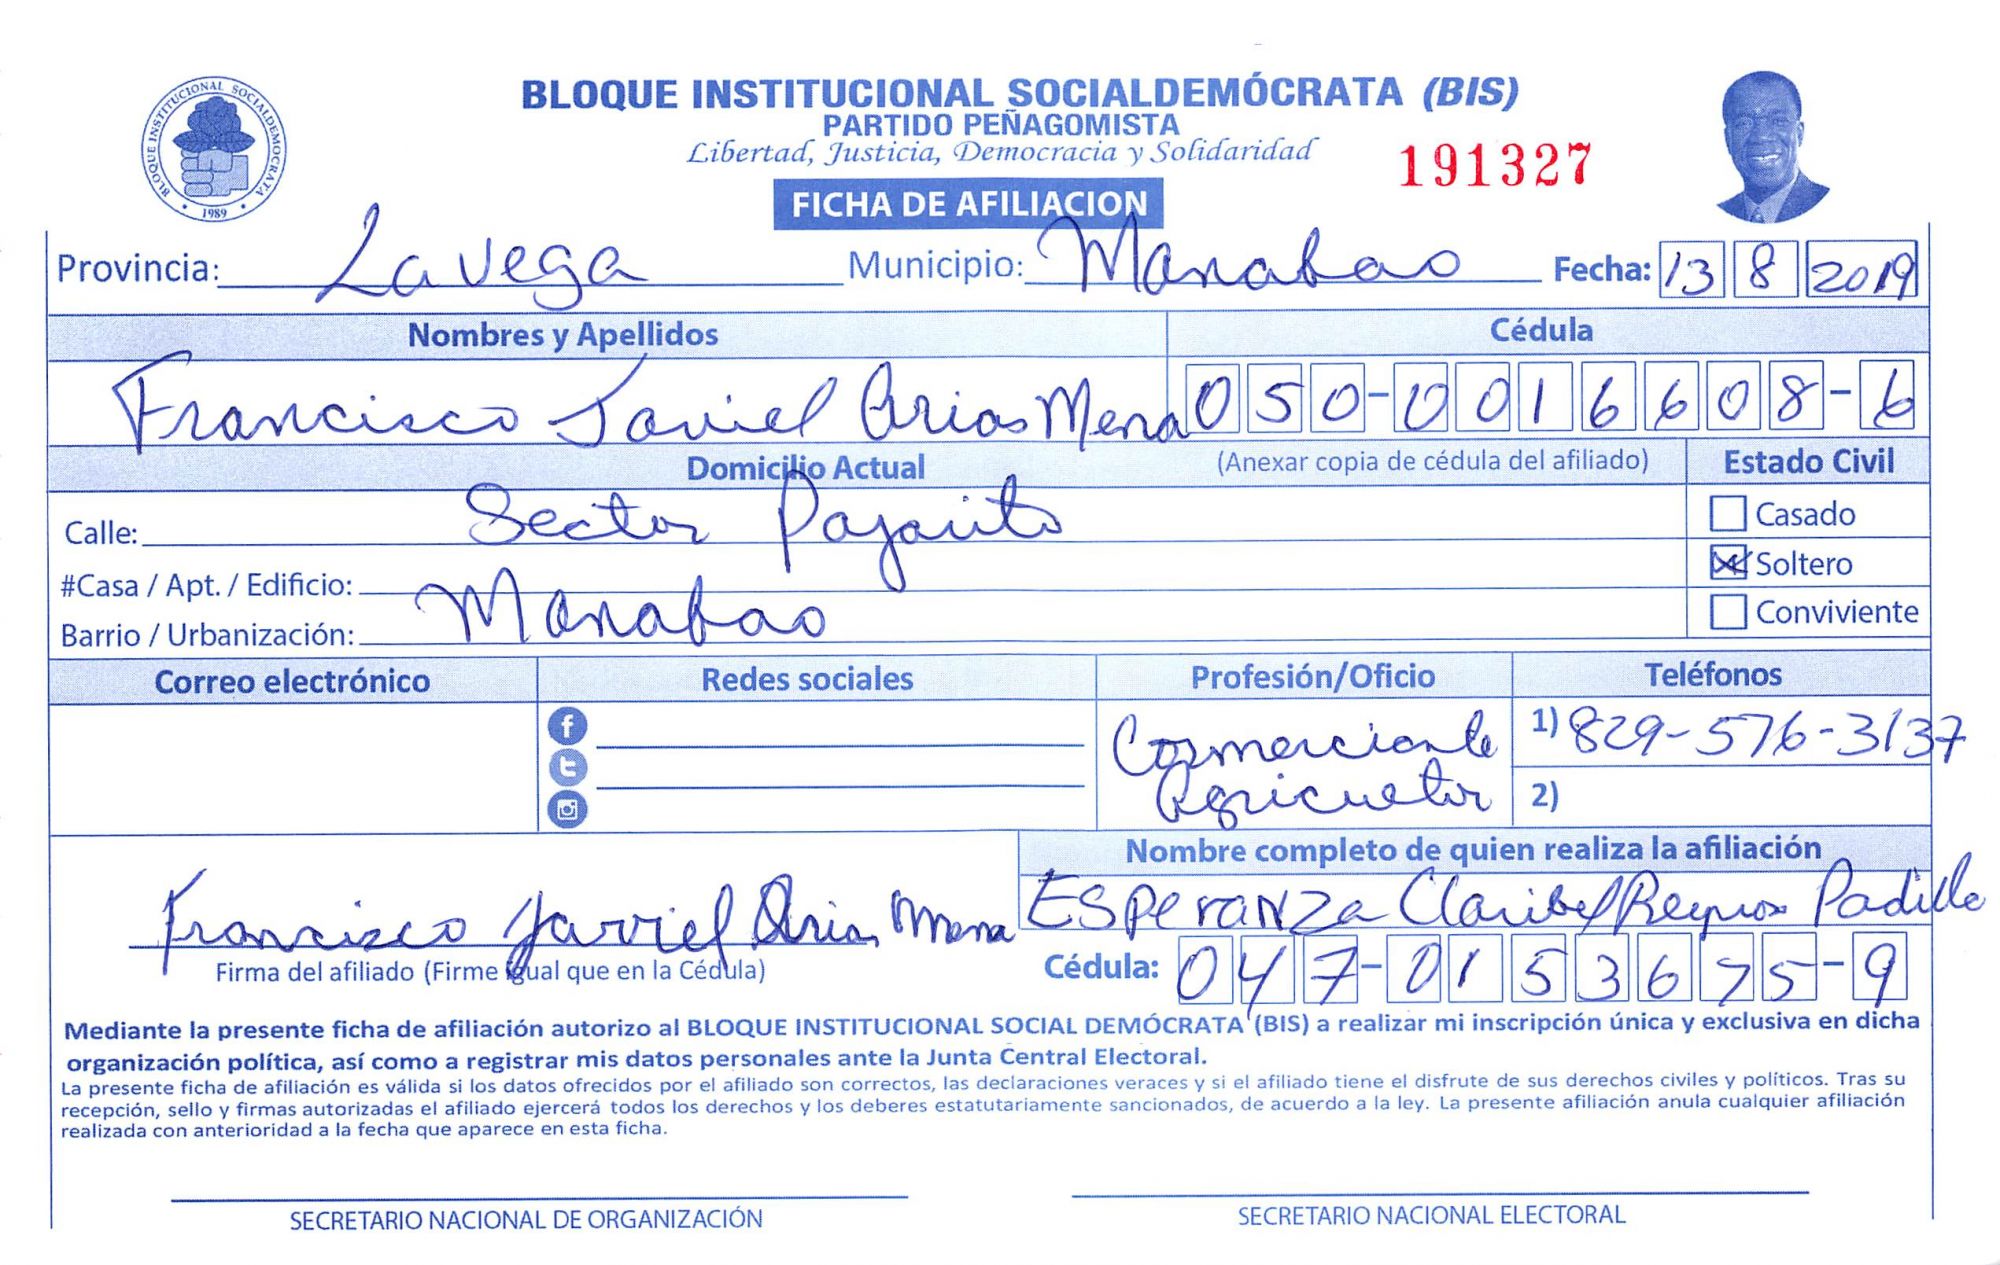 BLOQUE INSTITUCIONAL SOCIALDEMÓCRATA (BIS)
PARTIDO PEÑAGOMISTA
Libertad, Justicia, Democracia y Solidaridad
191327
BLOQUE INSTITUCIONAL SOCIALDEMOCRATA
1989
FICHA DE AFILIACION
Provincia: La Vega Municipio: Manabao Fecha: 13 8 2019
Nombres y Apellidos Cédula
Francisco Javiel Arias Mena 050-0016608-6
Domicilio Actual (Anexar copia de cédula del afiliado) Estado Civil
Calle: Sector Pajarito Casado
#Casa / Apt. / Edificio: Soltero
Barrio / Urbanización: Manabao Conviviente
Correo electrónico Redes sociales Profesión/Oficio Teléfonos
Comerciante 1) 829-576-3137
Agricultor 2)
Nombre completo de quien realiza la afiliación
Francisco Javriel Arias Mena ESPeraNZa Claribel Padilla
Firma del afiliado (Firme igual que en la Cédula) Cédula: 047-0153675-9
Mediante la presente ficha de afiliación autorizo al BLOQUE INSTITUCIONAL SOCIAL DEMÓCRATA (BIS) a realizar mi inscripción única y exclusiva en dicha
organización política, así como a registrar mis datos personales ante la Junta Central Electoral.
La presente ficha de afiliación es válida si los datos ofrecidos por el afiliado son correctos, las declaraciones veraces y si el afiliado tiene el disfrute de sus derechos civiles y políticos. Tras su
recepción, sello y firmas autorizadas el afiliado ejercerá todos los derechos y los deberes estatutariamente sancionados, de acuerdo a la ley. La presente afiliación anula cualquier afiliación
realizada con anterioridad a la fecha que aparece en esta ficha.
SECRETARIO NACIONAL DE ORGANIZACIÓN SECRETARIO NACIONAL ELECTORAL